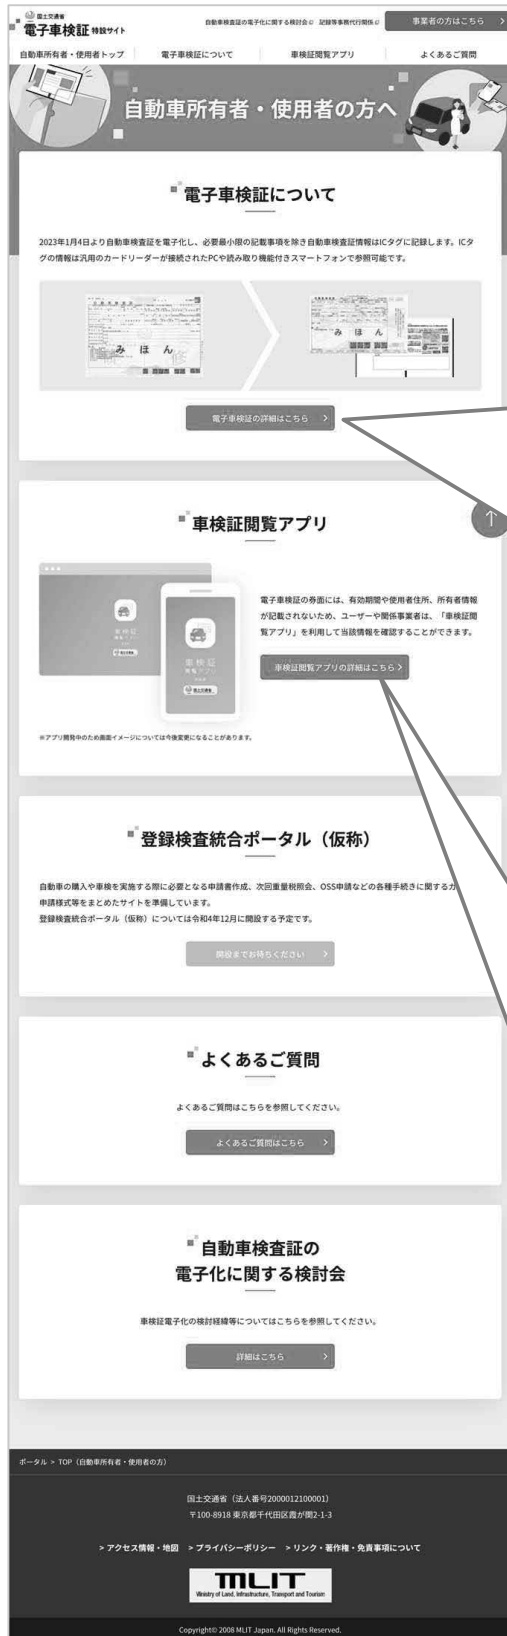 国土交通省
電子車検証 特設サイト
自動車検査証の電子化に関する検討会 記録等事務代行関係
事業者の方はこちら
自動車所有者・使用者トップ 電子車検証について 車検証閲覧アプリ よくあるご質問
自動車所有者・使用者の方へ
電子車検証について
2023年1月4日より自動車検査証を電子化し、必要最小限の記載事項を除き自動車検査証情報はICタグに記録します。ICタ
グの情報は汎用のカードリーダーが接続されたPCや読み取り機能付きスマートフォンで参照可能です。
みほん
みほん
電子車検証の詳細はこちら >
車検証閲覧アプリ
電子車検証の券面には、有効期間や使用者住所、所有者情報
が記載されないため、ユーザーや関係事業者は、「車検証閲
覧アプリ」を利用して当該情報を確認することができます。
車検証
閲覧アプリ
国土交通省
車検証
閲覧アプリ
国土交通省
車検証閲覧アプリの詳細はこちら >
※アプリ開発中のため画面イメージについては今後変更になることがあります。
登録検査統合ポータル（仮称）
自動車の購入や車検を実施する際に必要となる申請書作成、次回重量税照会、OSS申請などの各種手続きに関する
申請様式等をまとめたサイトを準備しています。
登録検査統合ポータル（仮称）については令和4年12月に開設する予定です。
開設までお待ちください >
よくあるご質問
よくあるご質問はこちらを参照してください。
よくあるご質問はこちら >
自動車検査証の
電子化に関する検討会
車検証電子化の検討経緯等についてはこちらを参照してください。
詳細はこちら >
ポータル > TOP（自動車所有者・使用者の方）
国土交通省（法人番号2000012100001）
〒100-8918 東京都千代田区霞が関2-1-3
> アクセス情報・地図 > プライバシーポリシー > リンク・著作権・免責事項について
MLIT
Ministry of Land, Infrastructure, Transport and Tourism
Copyright© 2008 MLIT Japan. All Rights Reserved.